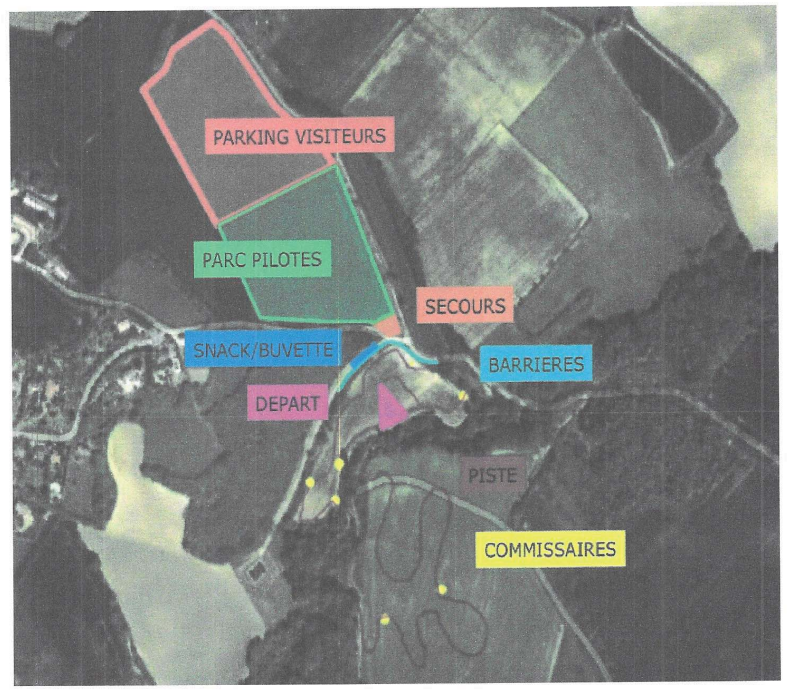 PARKING VISITEURS
PARC PILOTES
SECOURS
SNACK/BUVETTE
BARRIERES
DEPART
PISTE
COMMISSAIRES